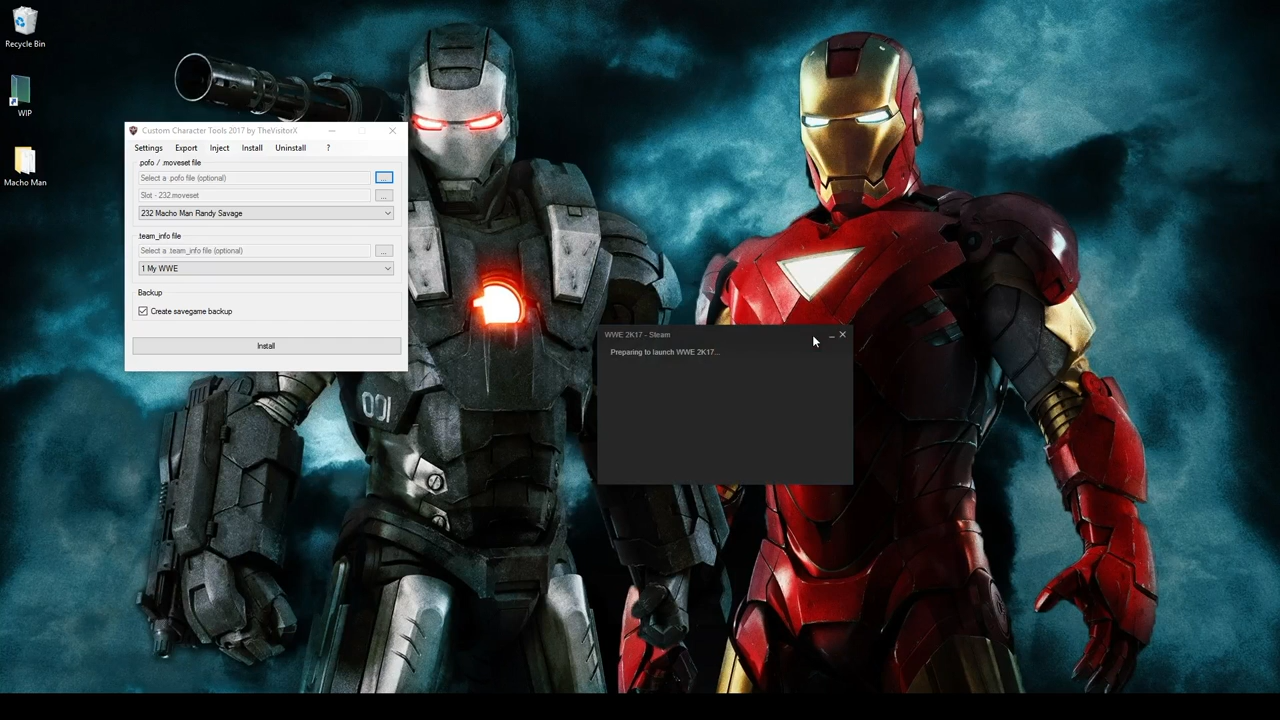 Recycle Bin
WIP
Macho Man
Custom Character Tools 2017 by TheVisitorX
Settings Export Inject Install Uninstall ?
.pofo / .moveset file
Select a .pofo file (optional)
...
Slot - 232.moveset
...
232 Macho Man Randy Savage
.team_info file
Select a .team_info file (optional)
...
1 My WWE
Backup
Create savegame backup
Install
001
WWE 2K17 - Steam
Preparing to launch WWE 2K17...